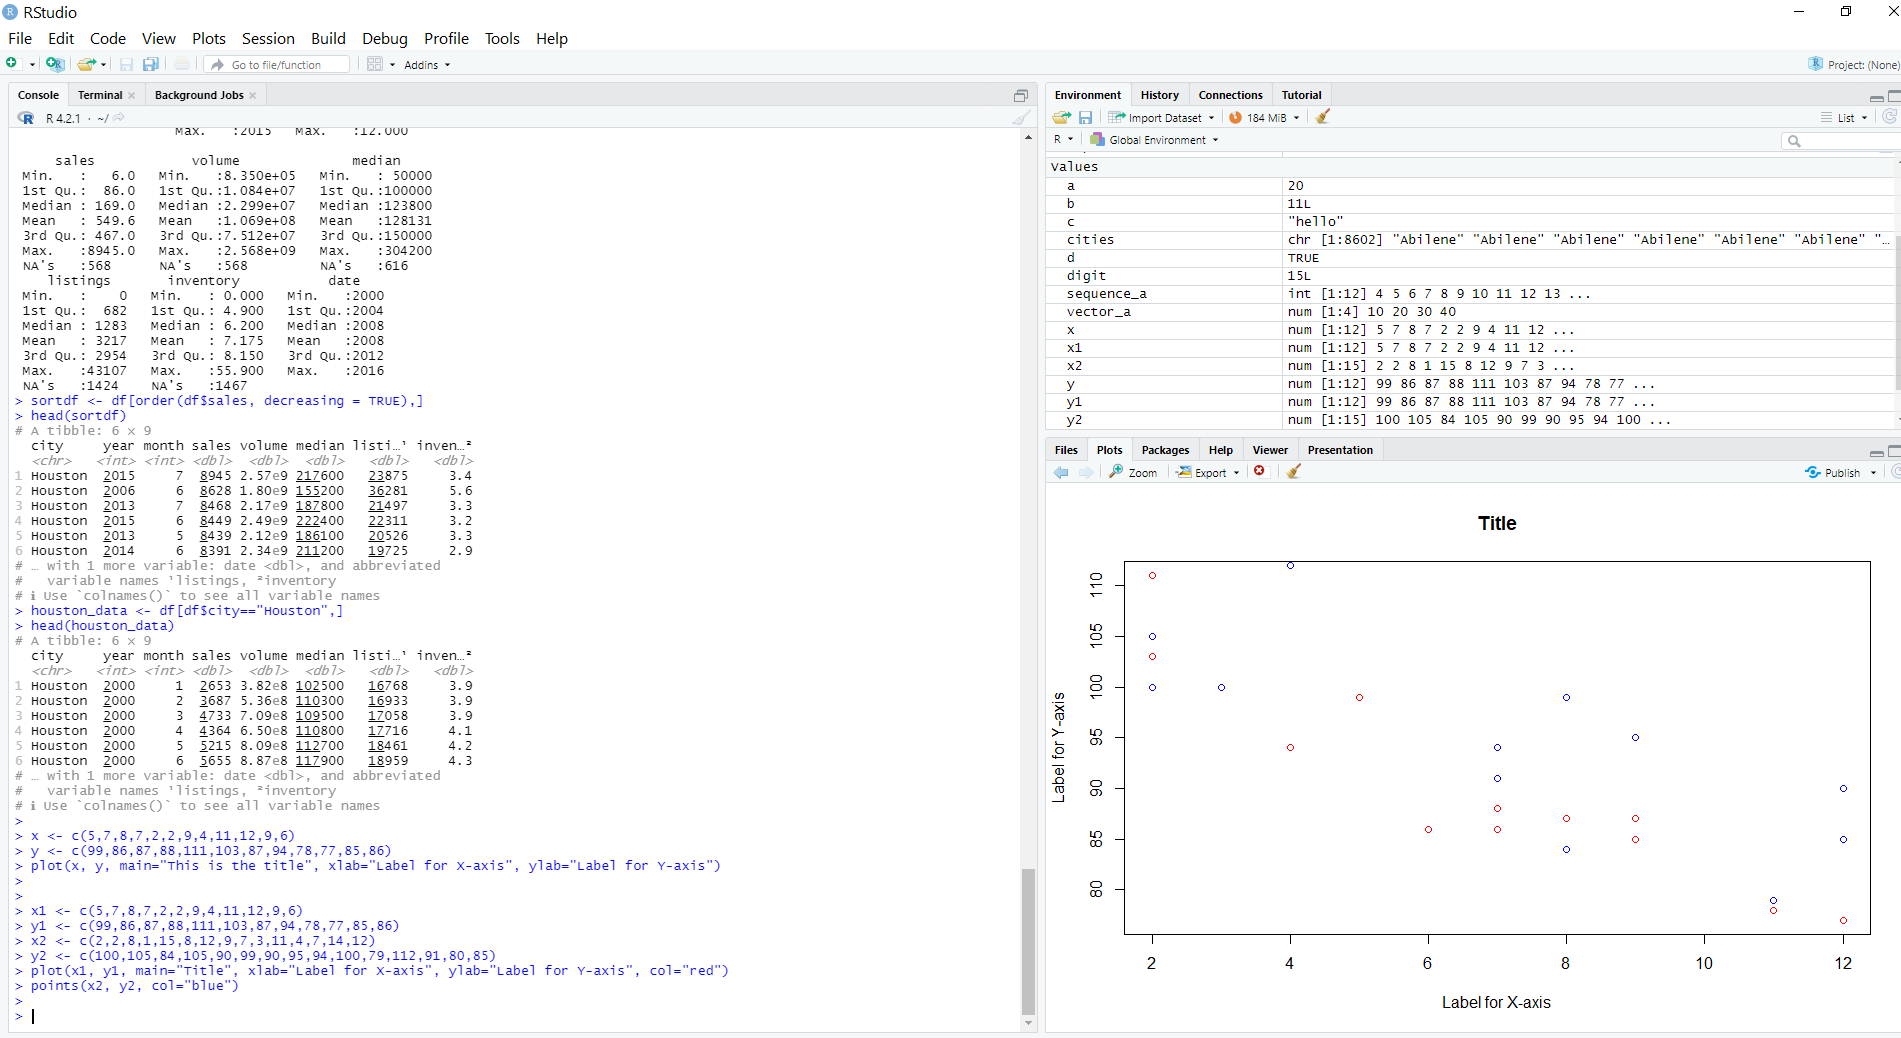 RStudio
File Edit Code View Plots Session Build Debug Profile Tools Help
Go to file/function Addins Project: (None)
Console Terminal Background Jobs
R 4.2.1 · ~/
Max. :2015 Max. :12.000
sales volume median
Min. : 6.0 Min. :8.350e+05 Min. : 50000
1st Qu.: 86.0 1st Qu.:1.084e+07 1st Qu.:100000
Median : 169.0 Median :2.299e+07 Median :123800
Mean : 549.6 Mean :1.069e+08 Mean :128131
3rd Qu.: 467.0 3rd Qu.:7.512e+07 3rd Qu.:150000
Max. :8945.0 Max. :2.568e+09 Max. :304200
NA's :568 NA's :568 NA's :616
listings inventory date
Min. : 0 Min. : 0.000 Min. :2000
1st Qu.: 682 1st Qu.: 4.900 1st Qu.:2004
Median : 1283 Median : 6.200 Median :2008
Mean : 3217 Mean : 7.175 Mean :2008
3rd Qu.: 2954 3rd Qu.: 8.150 3rd Qu.:2012
Max. :43107 Max. :55.900 Max. :2016
NA's :1424 NA's :1467
> sortdf <- df[order(df$sales, decreasing = TRUE),]
> head(sortdf)
# A tibble: 6 × 9
city year month sales volume median listi…¹ inven…²
<chr> <int> <int> <dbl> <dbl> <dbl> <dbl> <dbl>
1 Houston 2015 7 8945 2.57e9 217600 23875 3.4
2 Houston 2006 6 8628 1.80e9 155200 36281 5.6
3 Houston 2013 7 8468 2.17e9 187800 21497 3.3
4 Houston 2015 6 8449 2.49e9 222400 22311 3.2
5 Houston 2013 5 8439 2.12e9 186100 20526 3.3
6 Houston 2014 6 8391 2.34e9 211200 19725 2.9
# … with 1 more variable: date <dbl>, and abbreviated
# variable names ¹listings, ²inventory
# ℹ Use `colnames()` to see all variable names
> houston_data <- df[df$city=="Houston",]
> head(houston_data)
# A tibble: 6 × 9
city year month sales volume median listi…¹ inven…²
<chr> <int> <int> <dbl> <dbl> <dbl> <dbl> <dbl>
1 Houston 2000 1 2653 3.82e8 102500 16768 3.9
2 Houston 2000 2 3687 5.36e8 110300 16933 3.9
3 Houston 2000 3 4733 7.09e8 109500 17058 3.9
4 Houston 2000 4 4364 6.50e8 110800 17716 4.1
5 Houston 2000 5 5215 8.09e8 112700 18461 4.2
6 Houston 2000 6 5655 8.87e8 117900 18959 4.3
# … with 1 more variable: date <dbl>, and abbreviated
# variable names ¹listings, ²inventory
# ℹ Use `colnames()` to see all variable names
>
> x <- c(5,7,8,7,2,2,9,4,11,12,9,6)
> y <- c(99,86,87,88,111,103,87,94,78,77,85,86)
> plot(x, y, main="This is the title", xlab="Label for X-axis", ylab="Label for Y-axis")
>
>
> x1 <- c(5,7,8,7,2,2,9,4,11,12,9,6)
> y1 <- c(99,86,87,88,111,103,87,94,78,77,85,86)
> x2 <- c(2,2,8,1,15,8,12,9,7,3,11,4,7,14,12)
> y2 <- c(100,105,84,105,90,99,90,95,94,100,79,112,91,80,85)
> plot(x1, y1, main="Title", xlab="Label for X-axis", ylab="Label for Y-axis", col="red")
> points(x2, y2, col="blue")
>
>
Environment History Connections Tutorial
Import Dataset 184 MiB List
R Global Environment
Values
a 20
b 11L
c "hello"
cities chr [1:8602] "Abilene" "Abilene" "Abilene" "Abilene" "Abilene" "Abilene" "…
d TRUE
digit 15L
sequence_a int [1:12] 4 5 6 7 8 9 10 11 12 13 ...
vector_a num [1:4] 10 20 30 40
x num [1:12] 5 7 8 7 2 2 9 4 11 12 ...
x1 num [1:12] 5 7 8 7 2 2 9 4 11 12 ...
x2 num [1:15] 2 2 8 1 15 8 12 9 7 3 ...
y num [1:12] 99 86 87 88 111 103 87 94 78 77 ...
y1 num [1:12] 99 86 87 88 111 103 87 94 78 77 ...
y2 num [1:15] 100 105 84 105 90 99 90 95 94 100 ...
Files Plots Packages Help Viewer Presentation
Zoom Export Publish
Title
Label for Y-axis
110
105
100
95
90
85
80
2 4 6 8 10 12
Label for X-axis